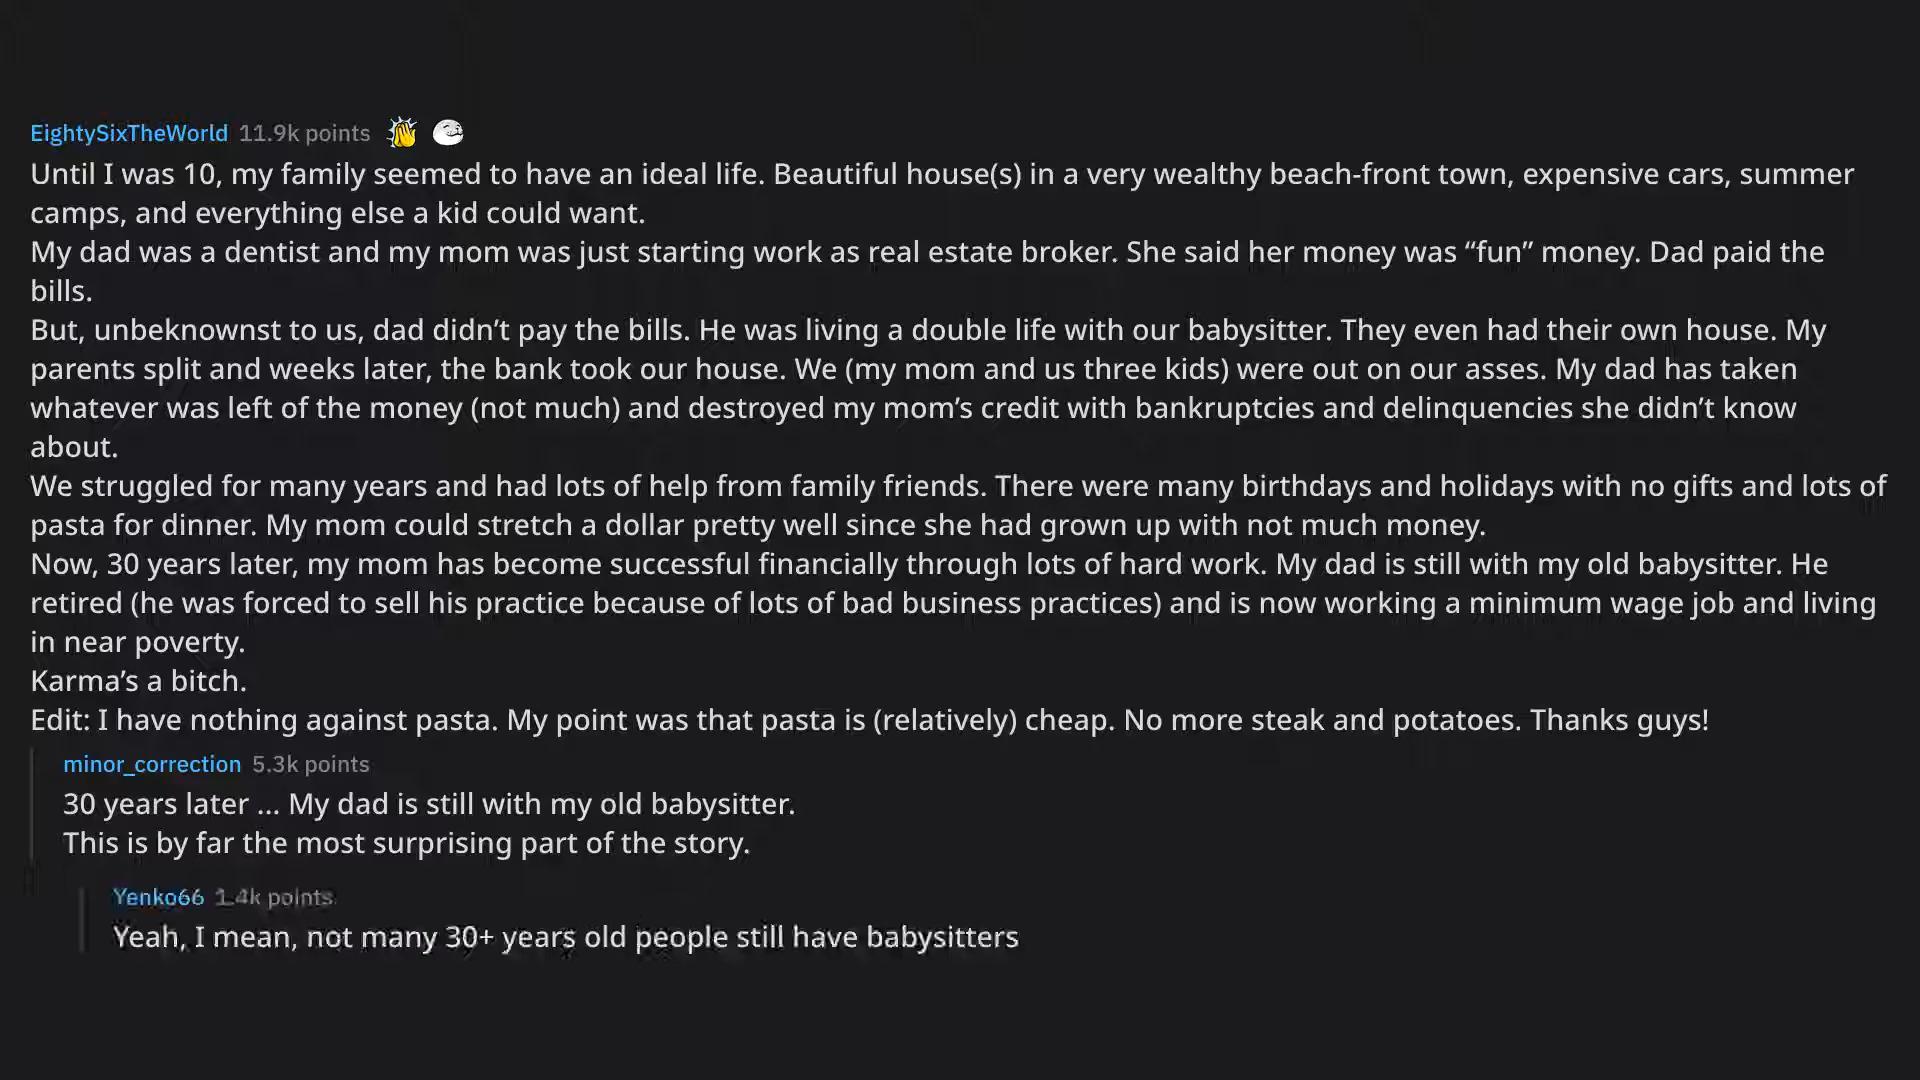 EightySixTheWorld 11.9k points
Until I was 10, my family seemed to have an ideal life. Beautiful house(s) in a very wealthy beach-front town, expensive cars, summer
camps, and everything else a kid could want.
My dad was a dentist and my mom was just starting work as real estate broker. She said her money was “fun” money. Dad paid the
bills.
But, unbeknownst to us, dad didn’t pay the bills. He was living a double life with our babysitter. They even had their own house. My
parents split and weeks later, the bank took our house. We (my mom and us three kids) were out on our asses. My dad has taken
whatever was left of the money (not much) and destroyed my mom’s credit with bankruptcies and delinquencies she didn’t know
about.
We struggled for many years and had lots of help from family friends. There were many birthdays and holidays with no gifts and lots of
pasta for dinner. My mom could stretch a dollar pretty well since she had grown up with not much money.
Now, 30 years later, my mom has become successful financially through lots of hard work. My dad is still with my old babysitter. He
retired (he was forced to sell his practice because of lots of bad business practices) and is now working a minimum wage job and living
in near poverty.
Karma’s a bitch.
Edit: I have nothing against pasta. My point was that pasta is (relatively) cheap. No more steak and potatoes. Thanks guys!
minor_correction 5.3k points
30 years later ... My dad is still with my old babysitter.
This is by far the most surprising part of the story.
Yenko66 1.4k points
Yeah, I mean, not many 30+ years old people still have babysitters